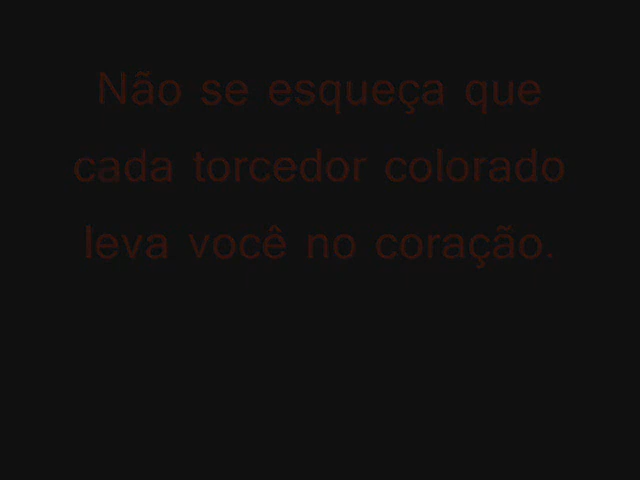 Não se esqueça que
cada torcedor colorado
leva você no coração.